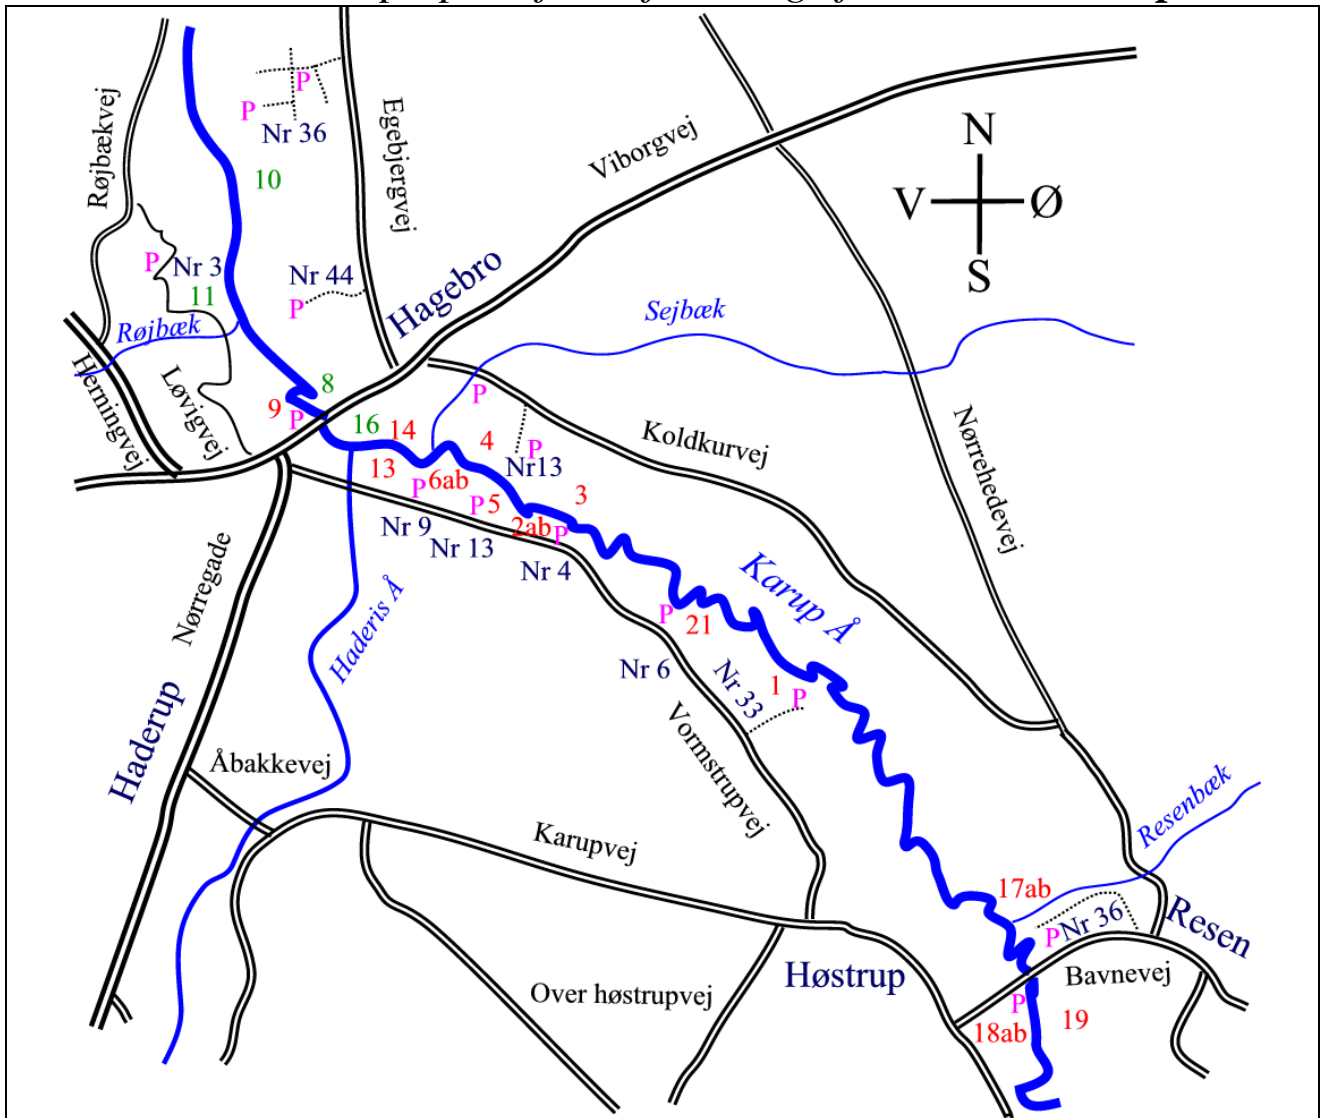 P
P
Nr 36
Røjbækvej
Egebjergvej
Viborgvej
10
N
V
Ø
S
P
Nr 3
11
Nr 44
P
Hagebro
Røjbæk
Sejbæk
Herningvej
Løvigvej
8
9
P
P
16
14
4
Koldkurvej
13
6ab
P
Nr13
P
P
5
3
2ab
P
Nr 9
Nr 13
Nr 4
Nørrehedevej
Nørregade
Haderis Å
Karup Å
P
21
Nr 6
Nr 33
1
P
Haderup
Åbakkevej
Vormstrupvej
Karupvej
Resenbæk
17ab
P
Nr 36
Resen
Høstrup
Bavnevej
Over høstrupvej
P
18ab
19